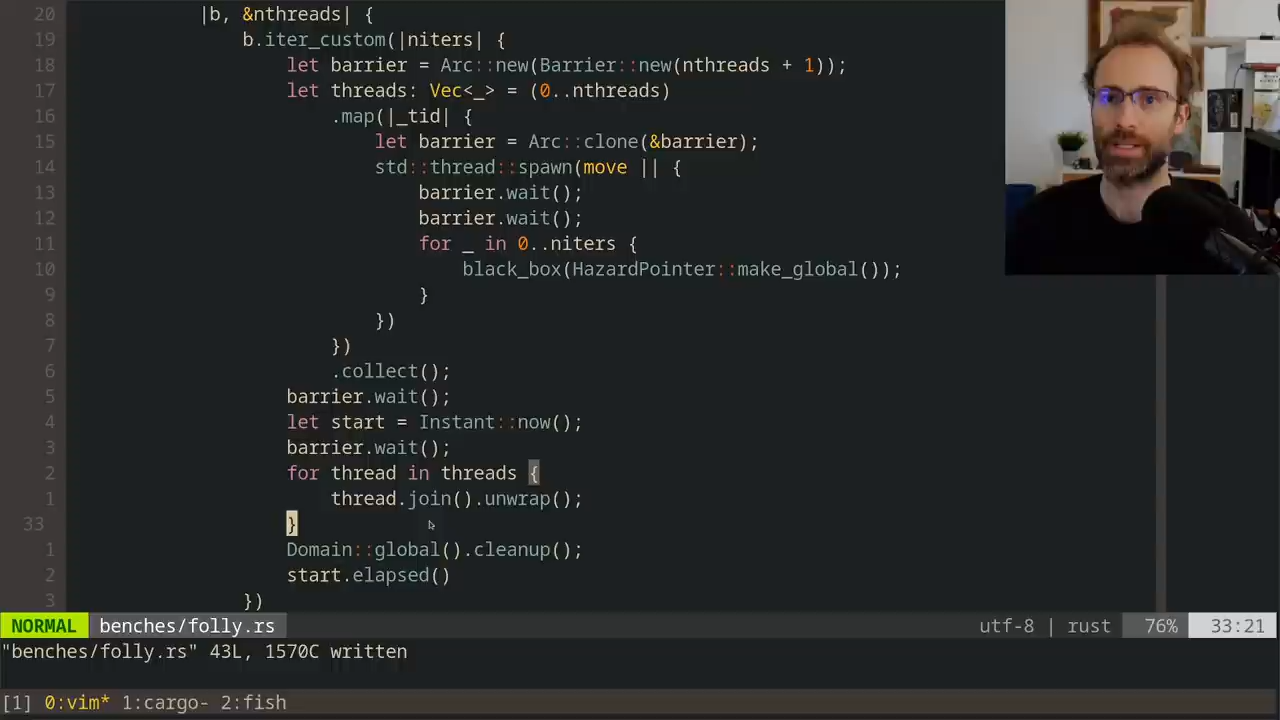 20 |b, &nthreads| {
19 b.iter_custom(|niters| {
18 let barrier = Arc::new(Barrier::new(nthreads + 1));
17 let threads: Vec<_> = (0..nthreads)
16 .map(|_tid| {
15 let barrier = Arc::clone(&barrier);
14 std::thread::spawn(move || {
13 barrier.wait();
12 barrier.wait();
11 for _ in 0..niters {
10 black_box(HazardPointer::make_global());
9 }
8 })
7 })
6 .collect();
5 barrier.wait();
4 let start = Instant::now();
3 barrier.wait();
2 for thread in threads {
1 thread.join().unwrap();
33 }
1 Domain::global().cleanup();
2 start.elapsed()
3 })
NORMAL benches/folly.rs utf-8 | rust 76% 33:21
"benches/folly.rs" 43L, 1570C written
[1] 0:vim* 1:cargo- 2:fish